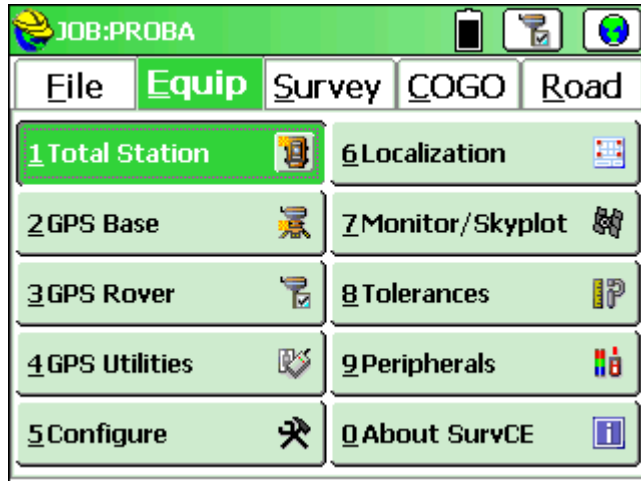 JOB:PROBA
File Equip Survey COGO Road
1 Total Station 6 Localization
2 GPS Base 7 Monitor/Skyplot
3 GPS Rover 8 Tolerances
4 GPS Utilities 9 Peripherals
5 Configure 0 About SurvCE